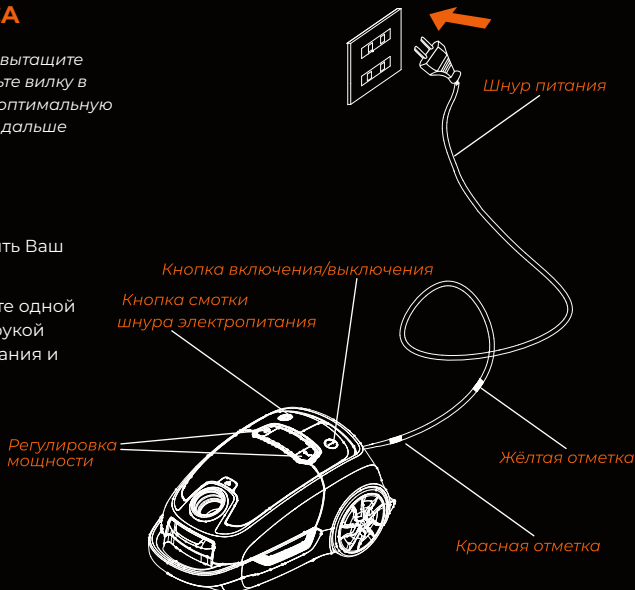 КА
вытащите
ьте вилку в
оптимальную
дальше
ить Ваш
те одной
рукой
ания и
Шнур питания
Кнопка включения/выключения
Кнопка смотки
шнура электропитания
Регулировка
мощности
Жёлтая отметка
Красная отметка